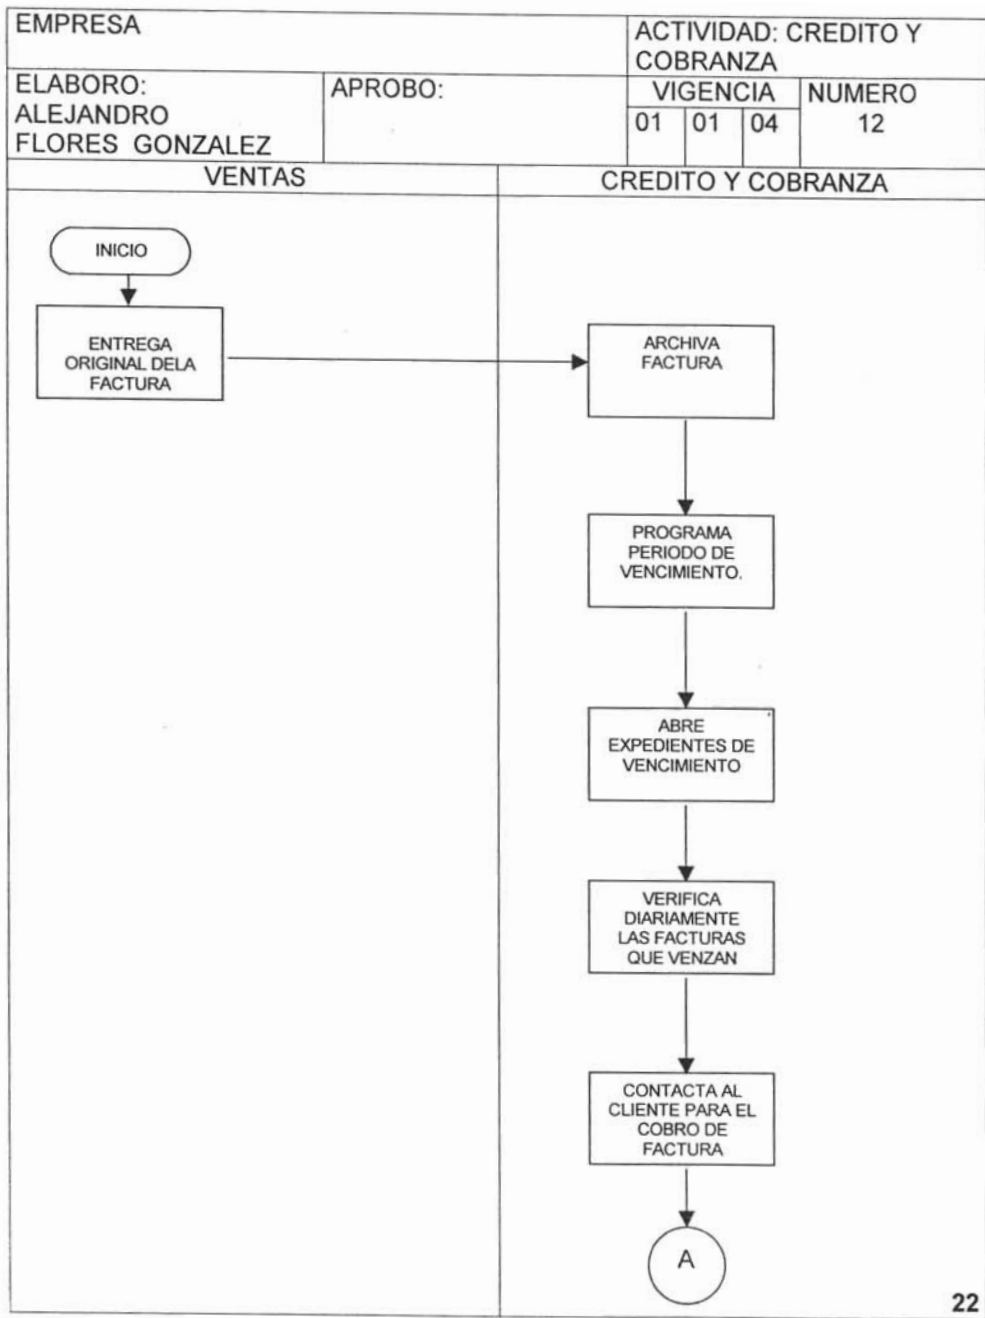 EMPRESA
ACTIVIDAD: CREDITO Y
COBRANZA
ELABORO:
ALEJANDRO
FLORES GONZALEZ
APROBO:
VIGENCIA
01 01 04
NUMERO
12
VENTAS
CREDITO Y COBRANZA
INICIO
ENTREGA
ORIGINAL DELA
FACTURA
ARCHIVA
FACTURA
PROGRAMA
PERIODO DE
VENCIMIENTO.
ABRE
EXPEDIENTES DE
VENCIMIENTO
VERIFICA
DIARIAMENTE
LAS FACTURAS
QUE VENZAN
CONTACTA AL
CLIENTE PARA EL
COBRO DE
FACTURA
A
22